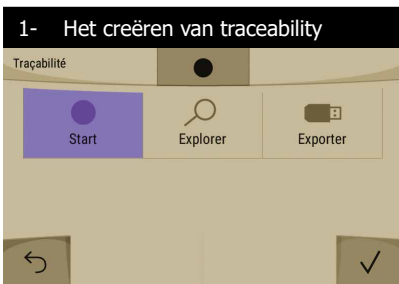 1- Het creëren van traceability
Traçabilité
Start Explorer Exporter